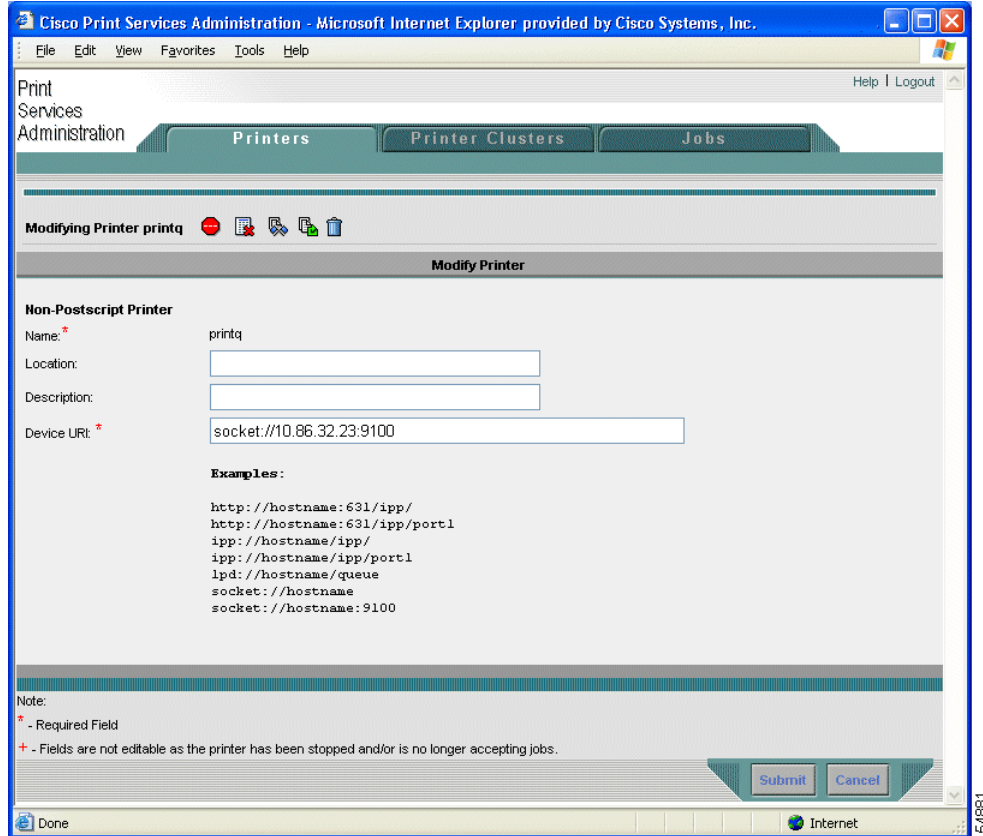 Cisco Print Services Administration - Microsoft Internet Explorer provided by Cisco Systems, Inc.
File Edit View Favorites Tools Help
Help | Logout
Print
Services
Administration
Printers Printer Clusters Jobs
Modifying Printer printq
Modify Printer
Non-Postscript Printer
Name:* printq
Location:
Description:
Device URI: * socket://10.86.32.23:9100
Examples:
http://hostname:631/ipp/
http://hostname:631/ipp/port1
ipp://hostname/ipp/
ipp://hostname/ipp/port1
lpd://hostname/queue
socket://hostname
socket://hostname:9100
Note:
* - Required Field
+ - Fields are not editable as the printer has been stopped and/or is no longer accepting jobs.
Submit Cancel
Done Internet